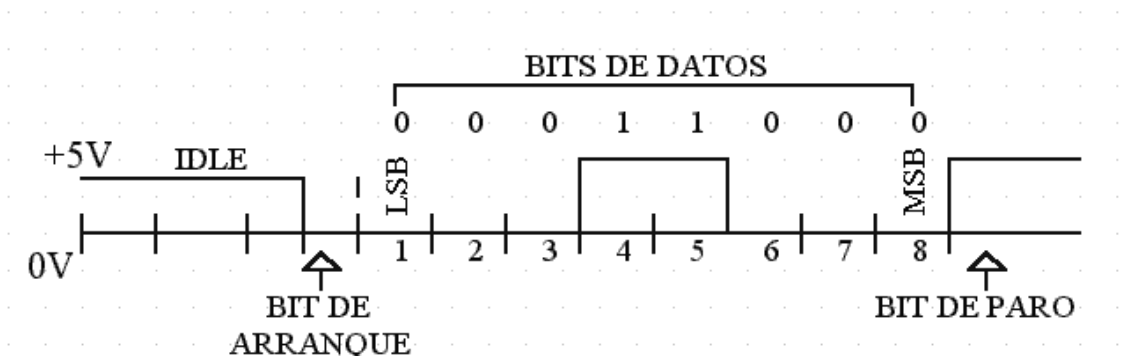 BITS DE DATOS
0 0 0 1 1 0 0 0
+5V IDLE LSB MSB
1 2 3 4 5 6 7 8
0V
BIT DE
ARRANQUE
BIT DE PARO